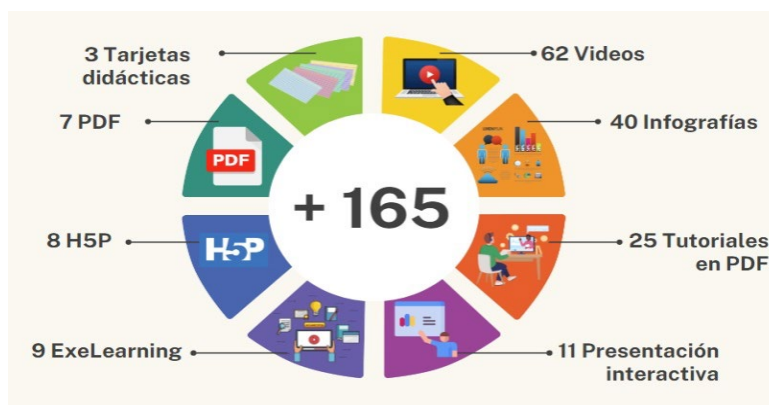 3 Tarjetas
didácticas
62 Videos
7 PDF
PDF
40 Infografías
+ 165
8 H5P
H5P
25 Tutoriales
en PDF
9 ExeLearning
11 Presentación
interactiva